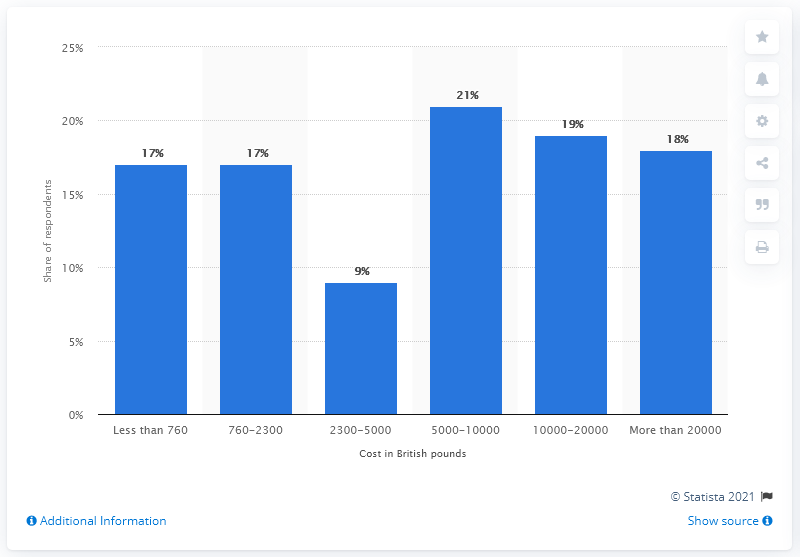 25%
20%
15%
10%
5%
0%
Share of respondents
17%
17%
9%
21%
19%
18%
Less than 760
760-2300
2300-5000
5000-10000
10000-20000
More than 20000
Cost in British pounds
© Statista 2021
Additional Information
Show source